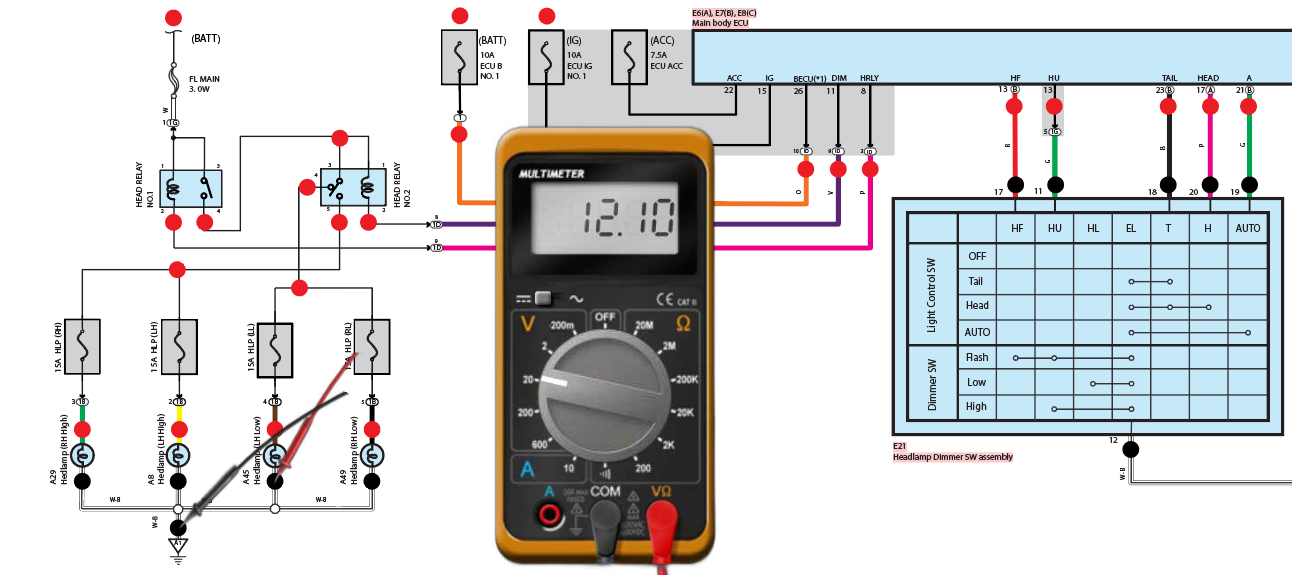 E6(A), E7(B), E8(C)
Main body ECU
(BATT)
FL MAIN
3. 0W
W
1 1G
(BATT)
10A
ECU B
NO. 1
1
(IG)
10A
ECU IG
NO. 1
(ACC)
7.5A
ECU ACC
ACC IG BECU(*1) DIM HRLY
22 15 26 11 8
HF HU TAIL HEAD A
13 B 13 23 B 17 A 21 B
5 1G
R G B P G
10 1D 9 1D 3 1D
O V P
HEAD RELAY
NO.1
1 3
2 4
HEAD RELAY
NO.2
3 1
4
5 2
8
1D
9
1D
15A HLP (RH)
15A HLP (LH)
15A HLP (LL)
HLP (RL)
3 1B 2 1B 4 1B 5 1B
A29
Hedlamp (RH High)
A8
Hedlamp (LH High)
A45
Hedlamp (LH Low)
A49
Hedlamp (RH Low)
W-B
W-B
W-B
A1
MULTIMETER
12.10
CE CAT II
V OFF Ω
200m 20M
2 2M
20 200K
200 20K
600 2K
A 10 200
A COM VΩ
10A MAX
FUSED
MAX
17 11 18 20 19
HF HU HL EL T H AUTO
Light Control SW
OFF
Tail
Head
AUTO
Dimmer SW
Flash
Low
High
12
W-B
E21
Headlamp Dimmer SW assembly